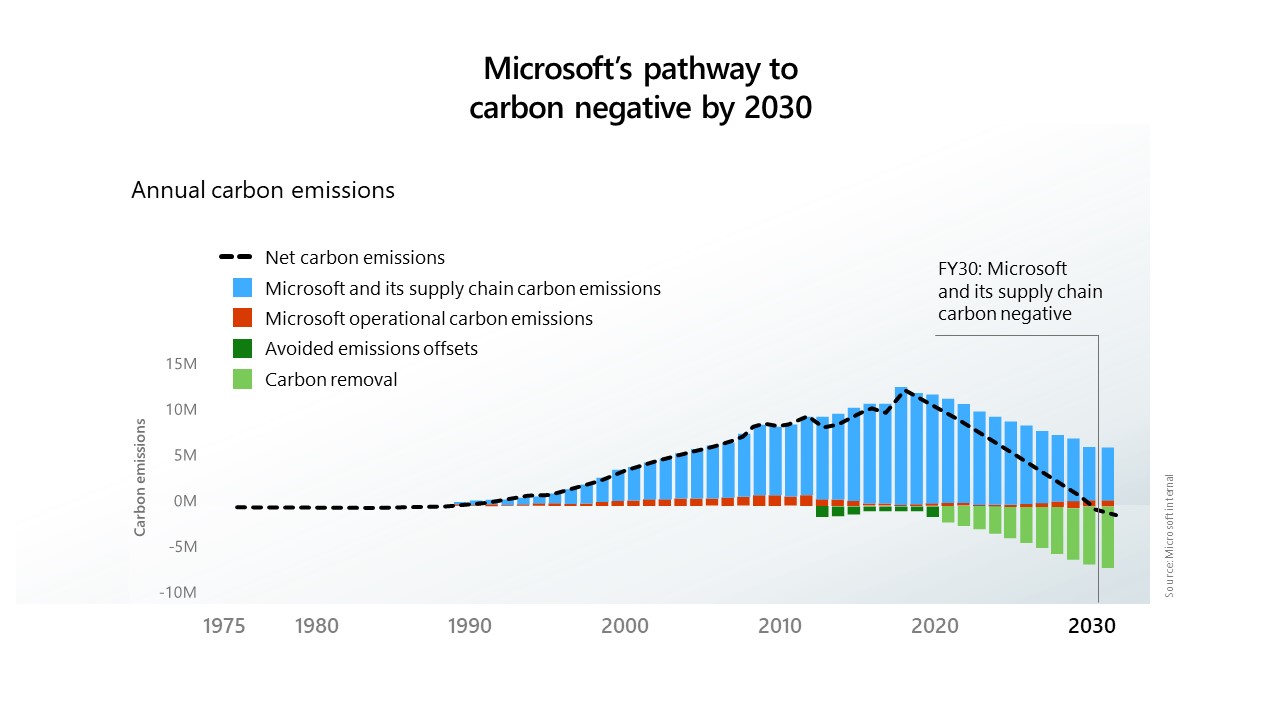 Microsoft's pathway to
carbon negative by 2030
Annual carbon emissions
Net carbon emissions
Microsoft and its supply chain carbon emissions
Microsoft operational carbon emissions
Avoided emissions offsets
Carbon removal
FY30: Microsoft
and its supply chain
carbon negative
Carbon emissions
15M
10M
5M
0M
-5M
-10M
1975 1980 1990 2000 2010 2020 2030
Source: Microsoft internal